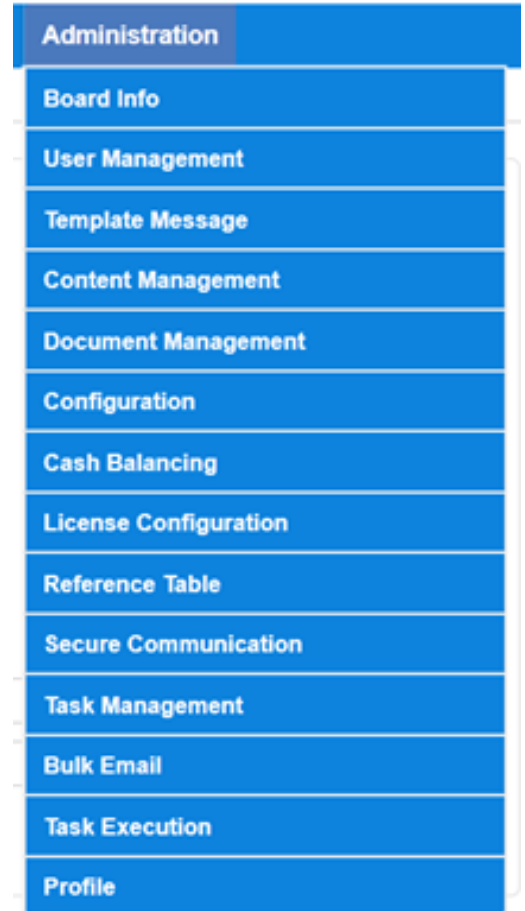 Administration
Board Info
User Management
Template Message
Content Management
Document Management
Configuration
Cash Balancing
License Configuration
Reference Table
Secure Communication
Task Management
Bulk Email
Task Execution
Profile